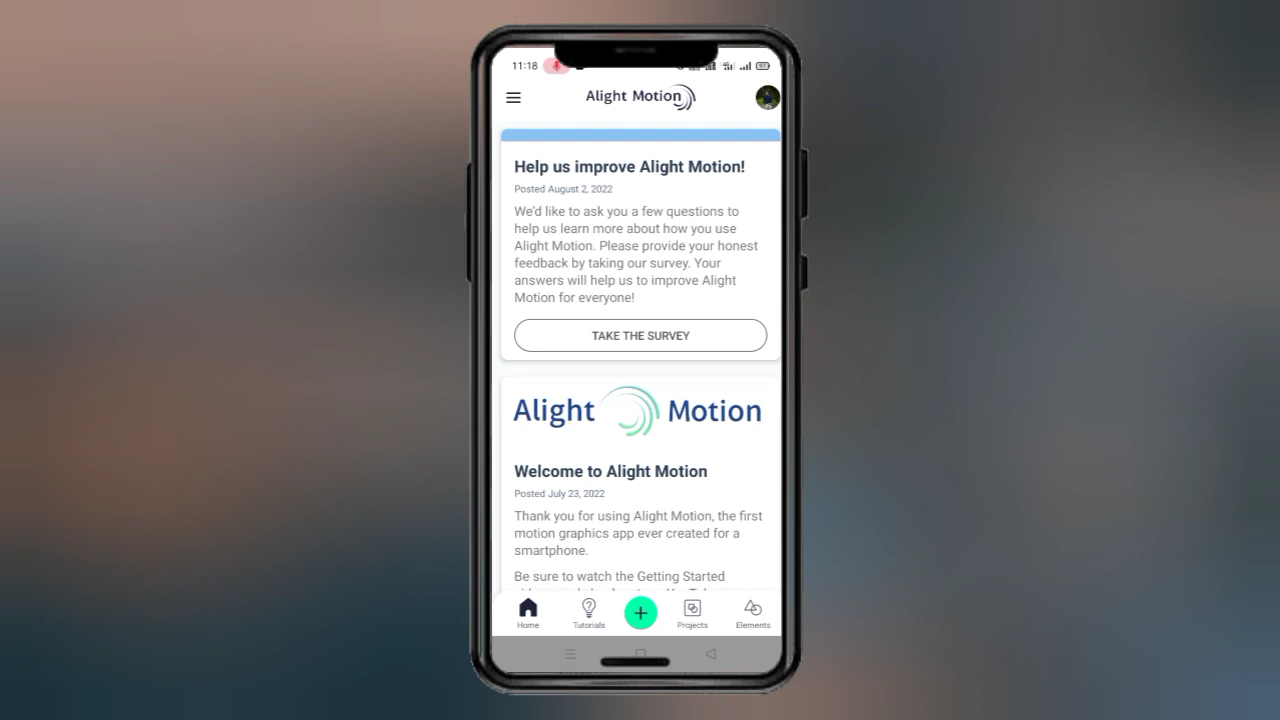 11:18
Alight Motion
Help us improve Alight Motion!
Posted August 2, 2022
We'd like to ask you a few questions to
help us learn more about how you use
Alight Motion. Please provide your honest
feedback by taking our survey. Your
answers will help us to improve Alight
Motion for everyone!
TAKE THE SURVEY
Alight Motion
Welcome to Alight Motion
Posted July 23, 2022
Thank you for using Alight Motion, the first
motion graphics app ever created for a
smartphone.
Be sure to watch the Getting Started
Home Tutorials Projects Elements